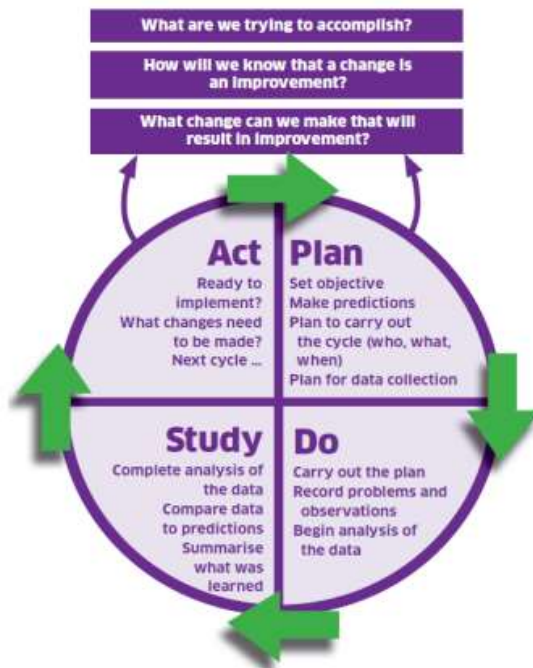 What are we trying to accomplish?
How will we know that a change is
an improvement?
What change can we make that will
result in improvement?
Act
Ready to
implement?
What changes need
to be made?
Next cycle ...
Plan
Set objective
Make predictions
Plan to carry out
the cycle (who, what,
when)
Plan for data collection
Study
Complete analysis of
the data
Compare data
to predictions
Summarise
what was
learned
Do
Carry out the plan
Record problems and
observations
Begin analysis of
the data